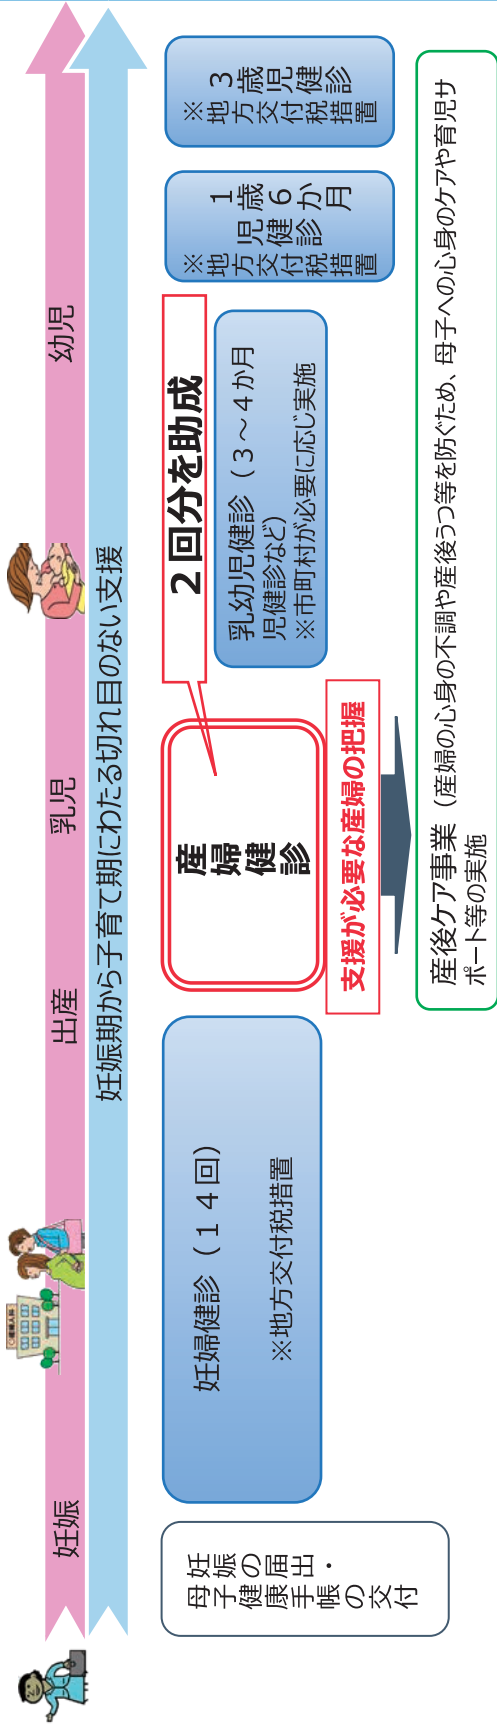 妊娠
出産
乳児
幼児
妊娠期から子育て期にわたる切れ目のない支援
妊娠の届出・
母子健康手帳の交付
妊婦健診（１４回）
※地方交付税措置
産婦健診
２回分を助成
乳幼児健診（３～４か月
児健診など）
※市町村が必要に応じ実施
１歳６か月
児健診
※地方交付税措置
３歳児健診
※地方交付税措置
支援が必要な産婦の把握
産後ケア事業（産婦の心身の不調や産後うつ等を防ぐため、母子への心身のケアや育児サ
ポート等の実施